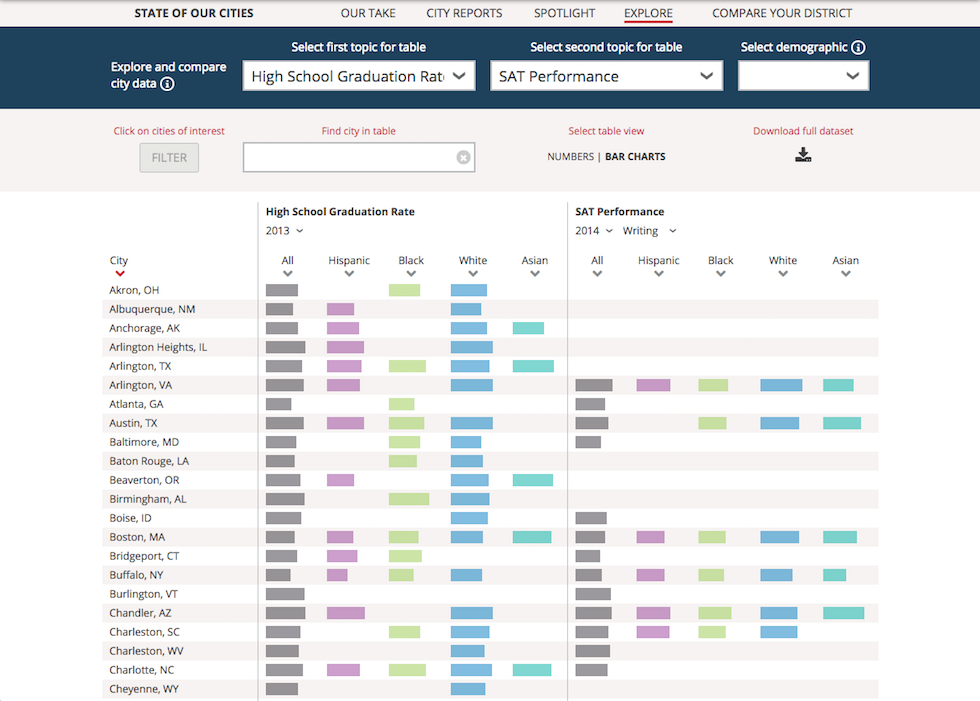 STATE OF OUR CITIES OUR TAKE CITY REPORTS SPOTLIGHT EXPLORE COMPARE YOUR DISTRICT
Explore and compare
city data
Select first topic for table
High School Graduation Rat
Select second topic for table
SAT Performance
Select demographic
Click on cities of interest
FILTER
Find city in table
Select table view
NUMBERS | BAR CHARTS
Download full dataset
High School Graduation Rate
2013
SAT Performance
2014 Writing
City All Hispanic Black White Asian All Hispanic Black White Asian
Akron, OH
Albuquerque, NM
Anchorage, AK
Arlington Heights, IL
Arlington, TX
Arlington, VA
Atlanta, GA
Austin, TX
Baltimore, MD
Baton Rouge, LA
Beaverton, OR
Birmingham, AL
Boise, ID
Boston, MA
Bridgeport, CT
Buffalo, NY
Burlington, VT
Chandler, AZ
Charleston, SC
Charleston, WV
Charlotte, NC
Cheyenne, WY